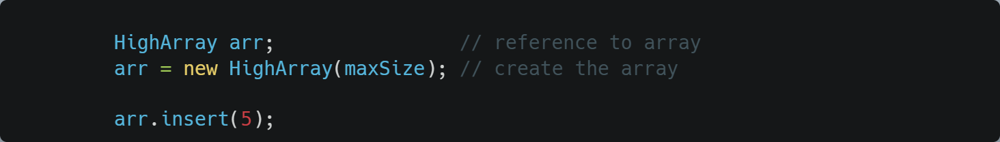 HighArray arr;                // reference to array
arr = new HighArray(maxSize); // create the array
arr.insert(5);